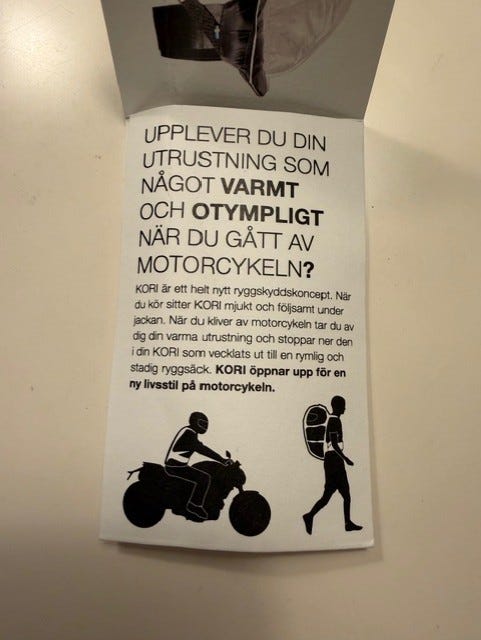 UPPLEVER DU DIN
UTRUSTNING SOM
NÅGOT VARMT
OCH OTYMPLIGT
NÄR DU GÅTT AV
MOTORCYKELN?
KORI är ett helt nytt ryggskyddskoncept. När
du kör sitter KORI mjukt och följsamt under
jackan. När du kliver av motorcykeln tar du av
dig din varma utrustning och stoppar ner den
i din KORI som vecklats ut till en rymlig och
stadig ryggsäck. KORI öppnar upp för en
ny livsstil på motorcykeln.